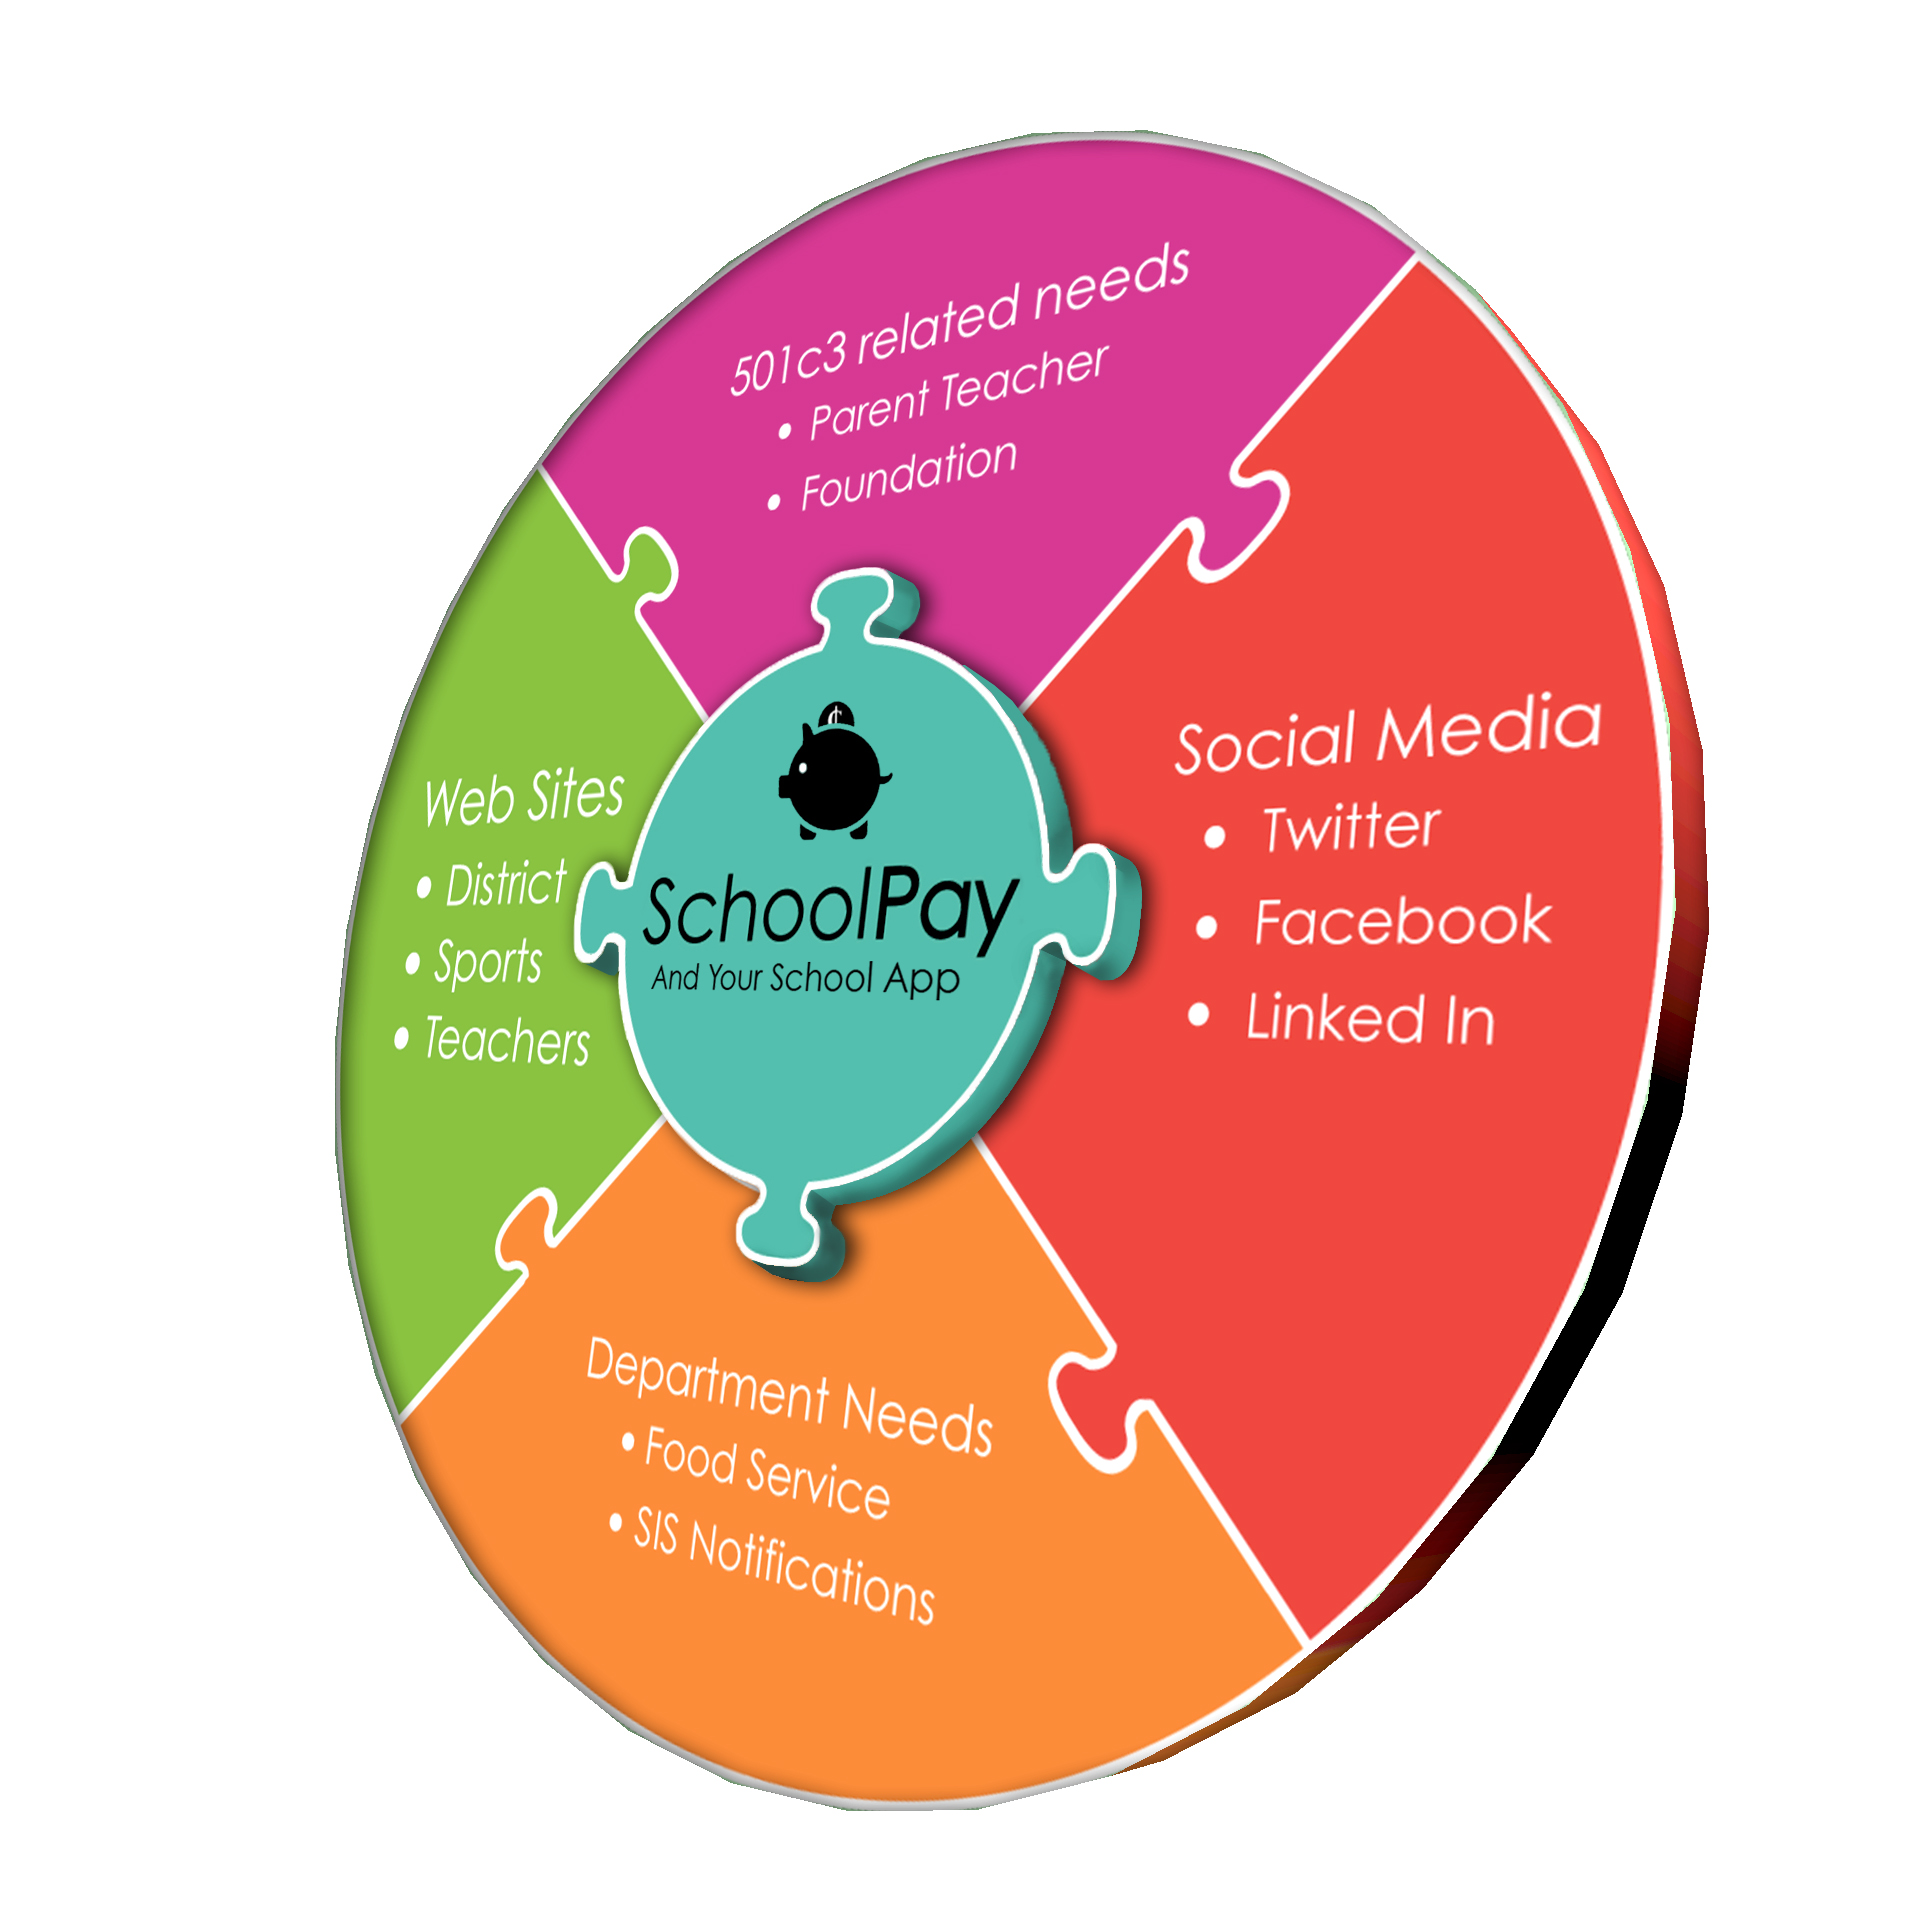 501c3 related needs
• Parent Teacher
• Foundation
Web Sites
• District
• Sports
• Teachers
¢
SchoolPay
And Your School App
Social Media
• Twitter
• Facebook
• Linked In
Department Needs
• Food Service
• SIS Notifications